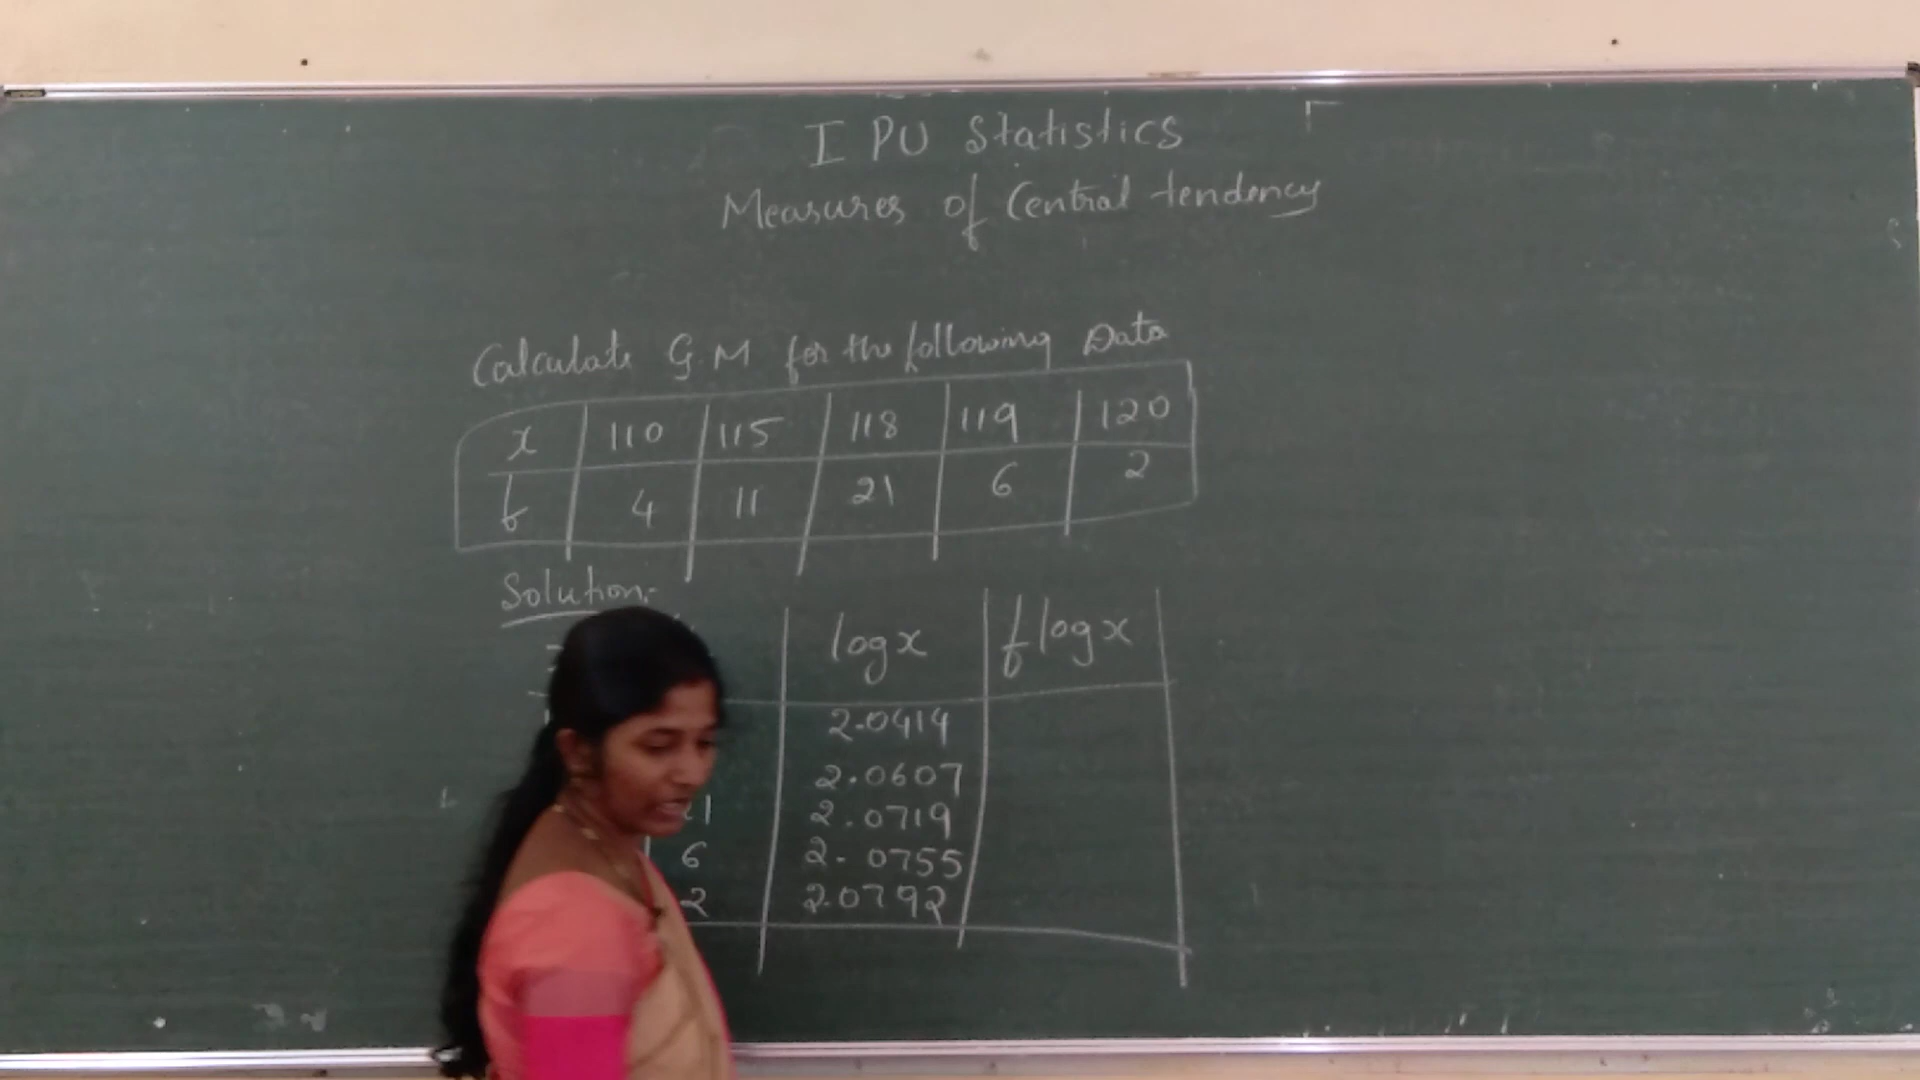 I PU Statistics
Measures of Central tendency
Calculate G.M for the following Data
x 110 115 118 119 120
f 4 11 21 6 2
Solution:-
log x f log x
2.0414
2.0607
2.0719
6 2.0755
2 2.0792